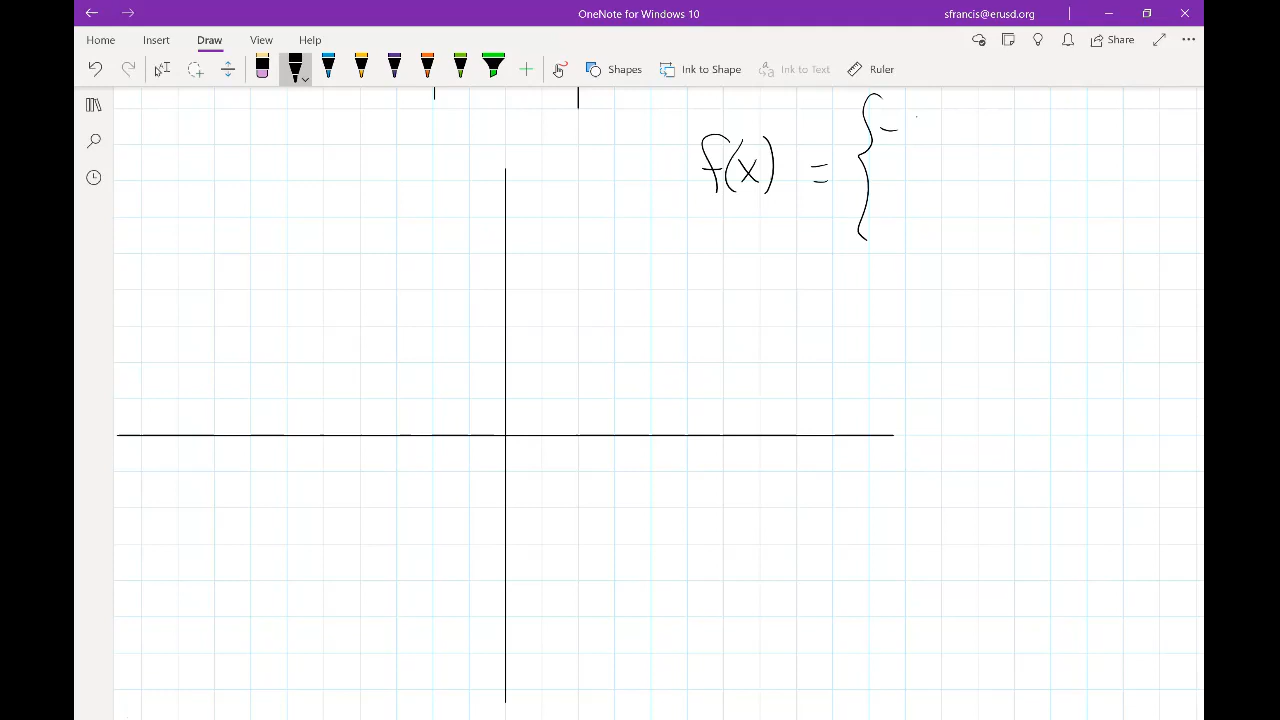 OneNote for Windows 10
sfrancis@erusd.org
Home Insert Draw View Help
Share
Shapes Ink to Shape Ink to Text Ruler
f(x) = { -